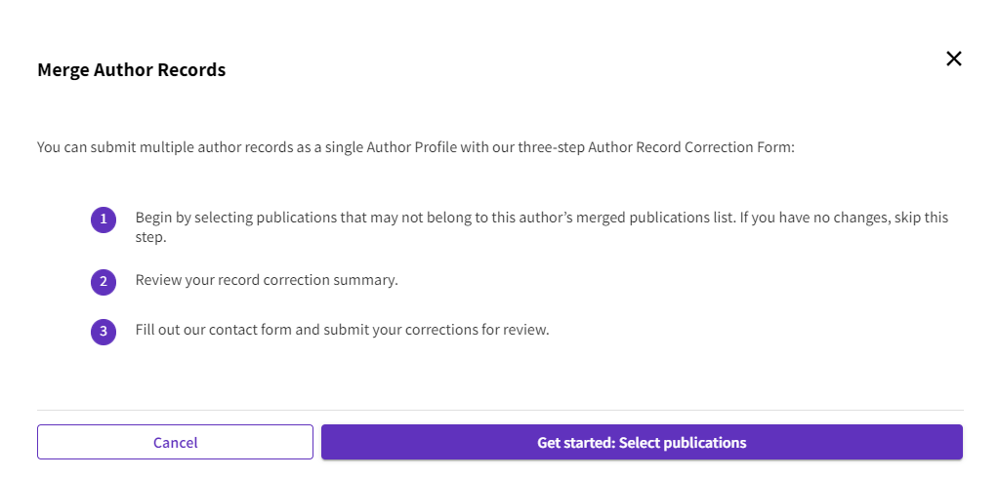 Merge Author Records
You can submit multiple author records as a single Author Profile with our three-step Author Record Correction Form:
1 Begin by selecting publications that may not belong to this author’s merged publications list. If you have no changes, skip this
step.
2 Review your record correction summary.
3 Fill out our contact form and submit your corrections for review.
Cancel Get started: Select publications